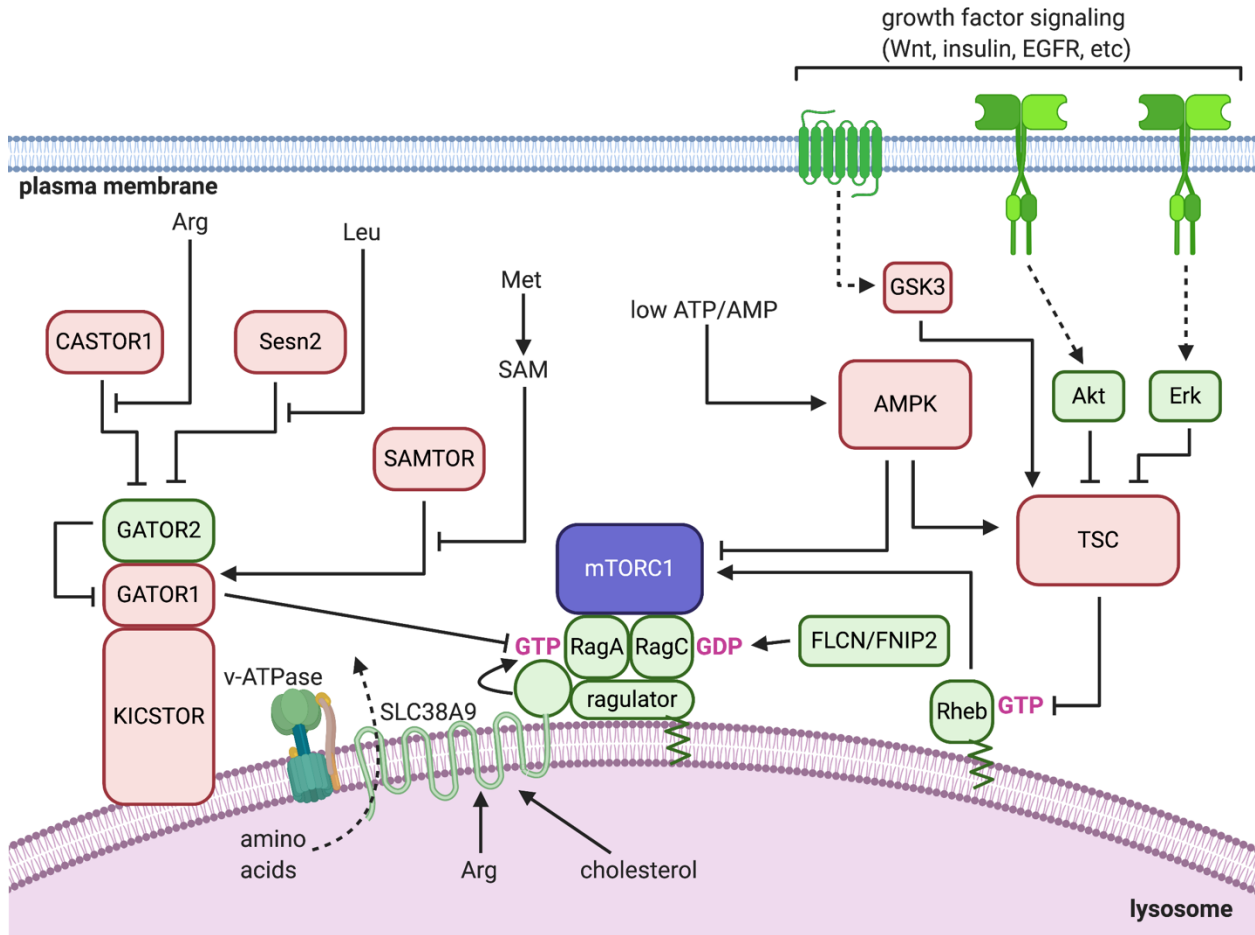 growth factor signaling
(Wnt, insulin, EGFR, etc)
plasma membrane
Arg
Leu
Met
SAM
low ATP/AMP
GSK3
CASTOR1
Sesn2
AMPK
Akt
Erk
SAMTOR
GATOR2
GATOR1
KICSTOR
mTORC1
TSC
GTP
RagA
RagC
GDP
FLCN/FNIP2
ragulator
Rheb
GTP
v-ATPase
SLC38A9
amino
acids
Arg
cholesterol
lysosome